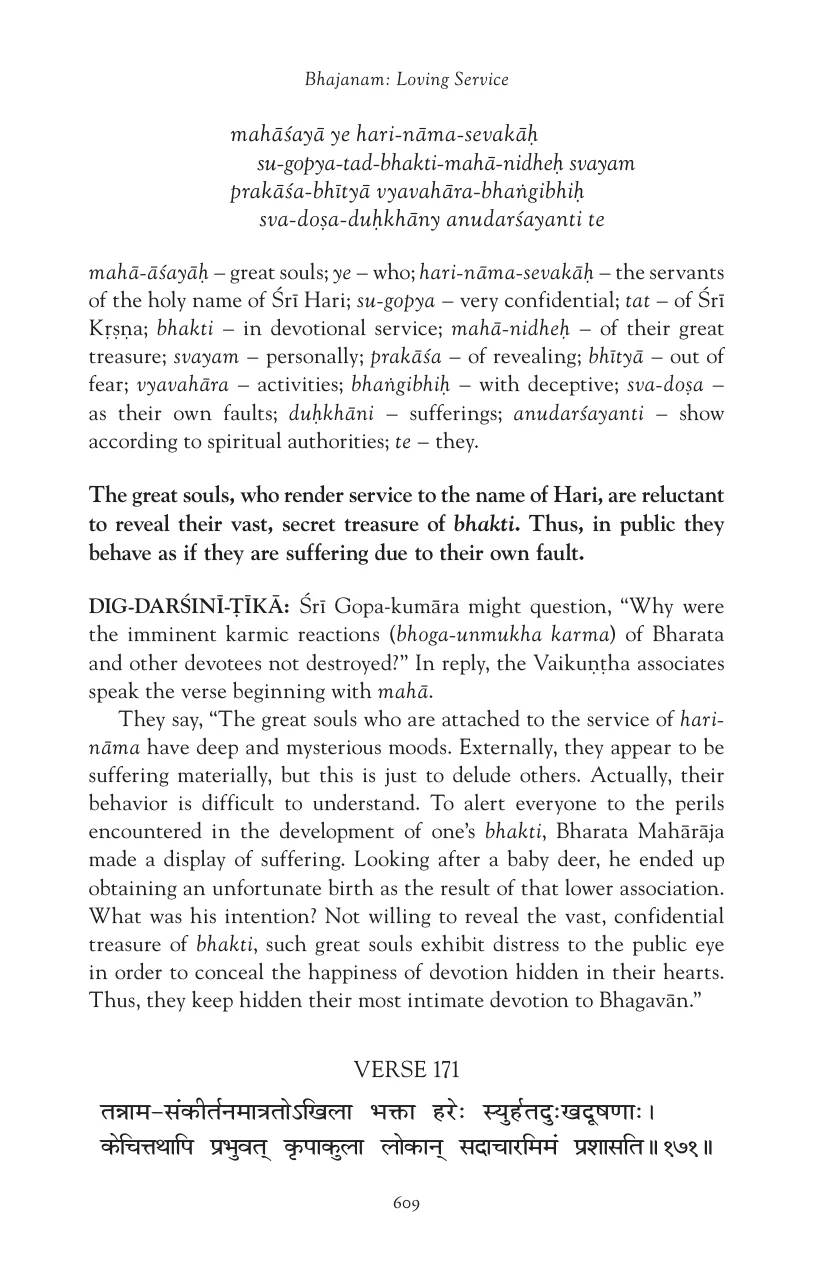 Bhajanam: Loving Service
mahāśayā ye hari-nāma-sevakāḥ
su-gopya-tad-bhakti-mahā-nidheḥ svayam
prakāśa-bhītyā vyavahāra-bhaṅgibhiḥ
sva-doṣa-duḥkhāny anudarśayanti te
mahā-āśayāḥ – great souls; ye – who; hari-nāma-sevakāḥ – the servants
of the holy name of Śrī Hari; su-gopya – very confidential; tat – of Śrī
Kṛṣṇa; bhakti – in devotional service; mahā-nidheḥ – of their great
treasure; svayam – personally; prakāśa – of revealing; bhītyā – out of
fear; vyavahāra – activities; bhaṅgibhiḥ – with deceptive; sva-doṣa –
as their own faults; duḥkhāni – sufferings; anudarśayanti – show
according to spiritual authorities; te – they.
The great souls, who render service to the name of Hari, are reluctant
to reveal their vast, secret treasure of bhakti. Thus, in public they
behave as if they are suffering due to their own fault.
DIG-DARŚINĪ-ṬĪKĀ: Śrī Gopa-kumāra might question, “Why were
the imminent karmic reactions (bhoga-unmukha karma) of Bharata
and other devotees not destroyed?” In reply, the Vaikuṇṭha associates
speak the verse beginning with mahā.
They say, “The great souls who are attached to the service of hari-
nāma have deep and mysterious moods. Externally, they appear to be
suffering materially, but this is just to delude others. Actually, their
behavior is difficult to understand. To alert everyone to the perils
encountered in the development of one’s bhakti, Bharata Mahārāja
made a display of suffering. Looking after a baby deer, he ended up
obtaining an unfortunate birth as the result of that lower association.
What was his intention? Not willing to reveal the vast, confidential
treasure of bhakti, such great souls exhibit distress to the public eye
in order to conceal the happiness of devotion hidden in their hearts.
Thus, they keep hidden their most intimate devotion to Bhagavān.”
VERSE 171
तन्नाम-संकीर्तनमात्रतोऽखिला भक्ता हरेः स्युर्हतदुःखदूषणाः।
केचित्तथापि प्रभुवत् कृपाकुला लोकान् सदाचारमिमं प्रशासति॥१७१॥
609